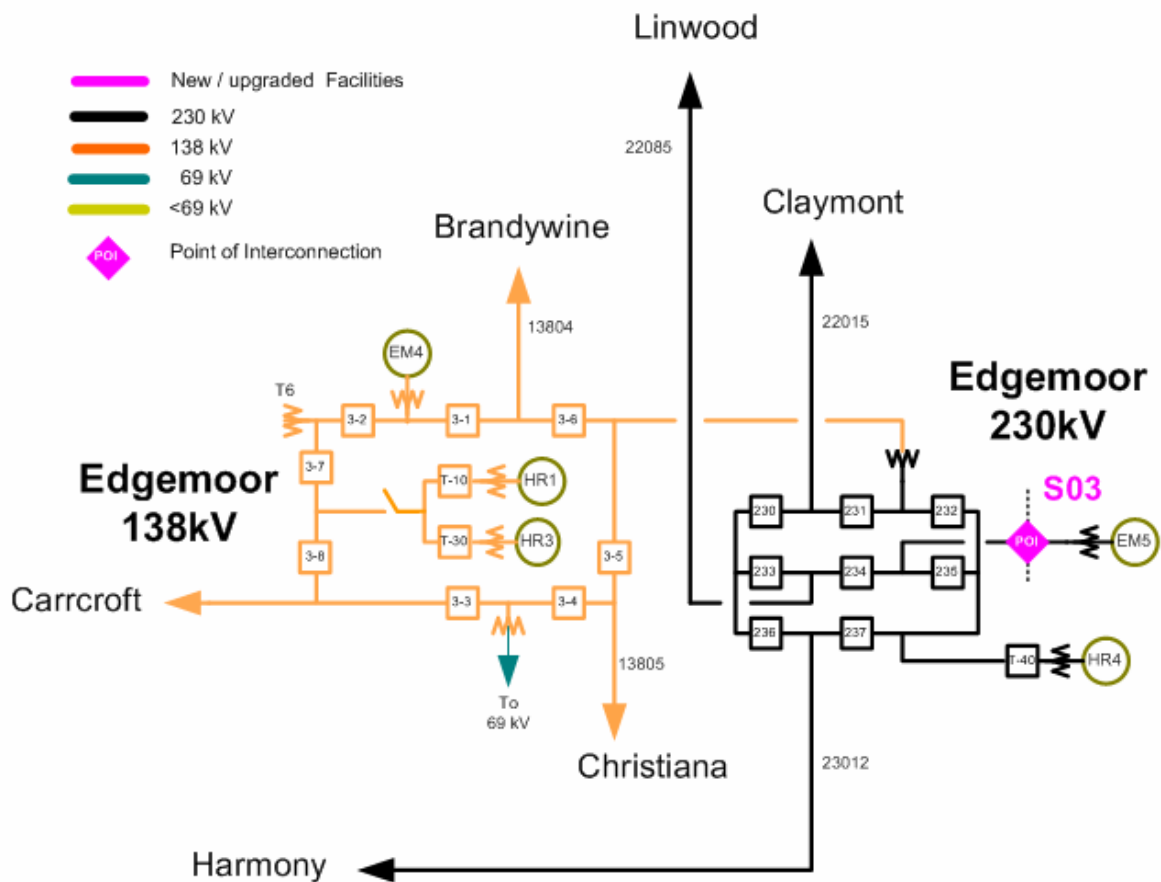 Linwood
New / upgraded Facilities
230 kV
138 kV
69 kV
<69 kV
POI
Point of Interconnection
22085
Claymont
Brandywine
13804
22015
EM4
T6
3-2
3-1
3-6
Edgemoor
230kV
3-7
Edgemoor
138kV
T-10
HR1
T-30
HR3
3-8
3-5
S03
230
231
232
POI
EM5
233
234
235
Carrcroft
3-3
3-4
236
237
T-40
HR4
13805
To
69 kV
Christiana
23012
Harmony